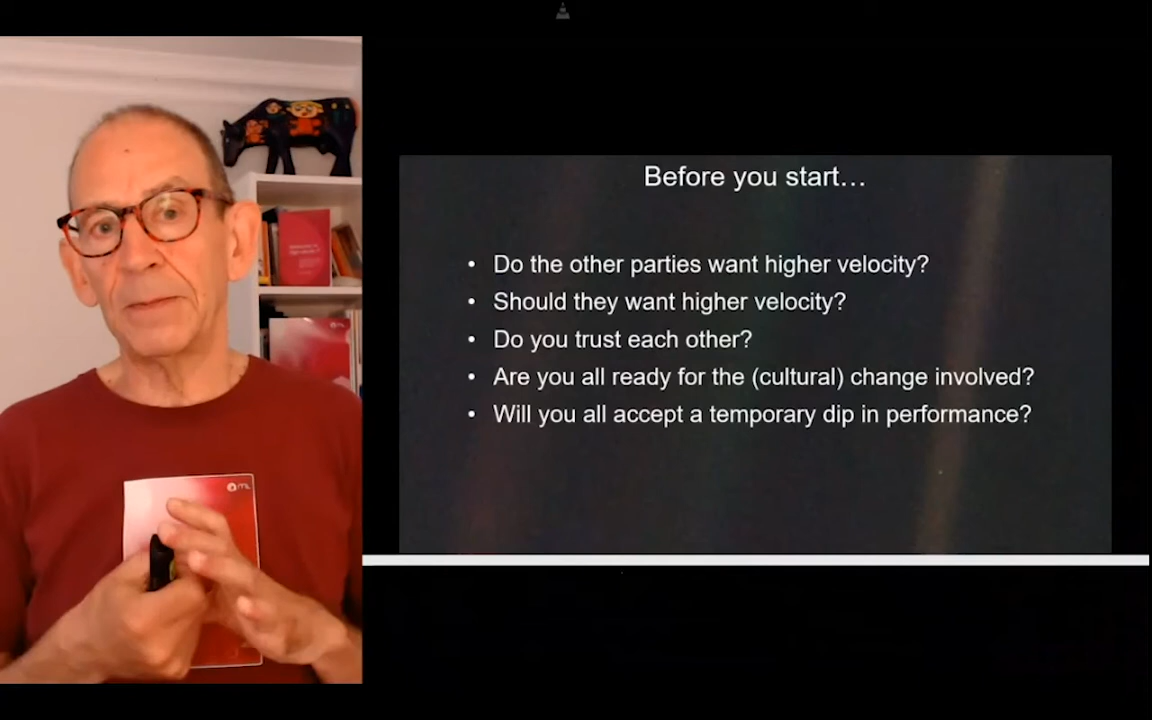 Before you start…
• Do the other parties want higher velocity?
• Should they want higher velocity?
• Do you trust each other?
• Are you all ready for the (cultural) change involved?
• Will you all accept a temporary dip in performance?